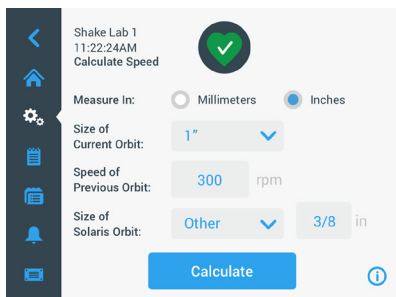 Shake Lab 1
11:22:24AM
Calculate Speed
Measure In: Millimeters Inches
Size of
Current Orbit: 1”
Speed of
Previous Orbit: 300 rpm
Size of
Solaris Orbit: Other 3/8 in
Calculate